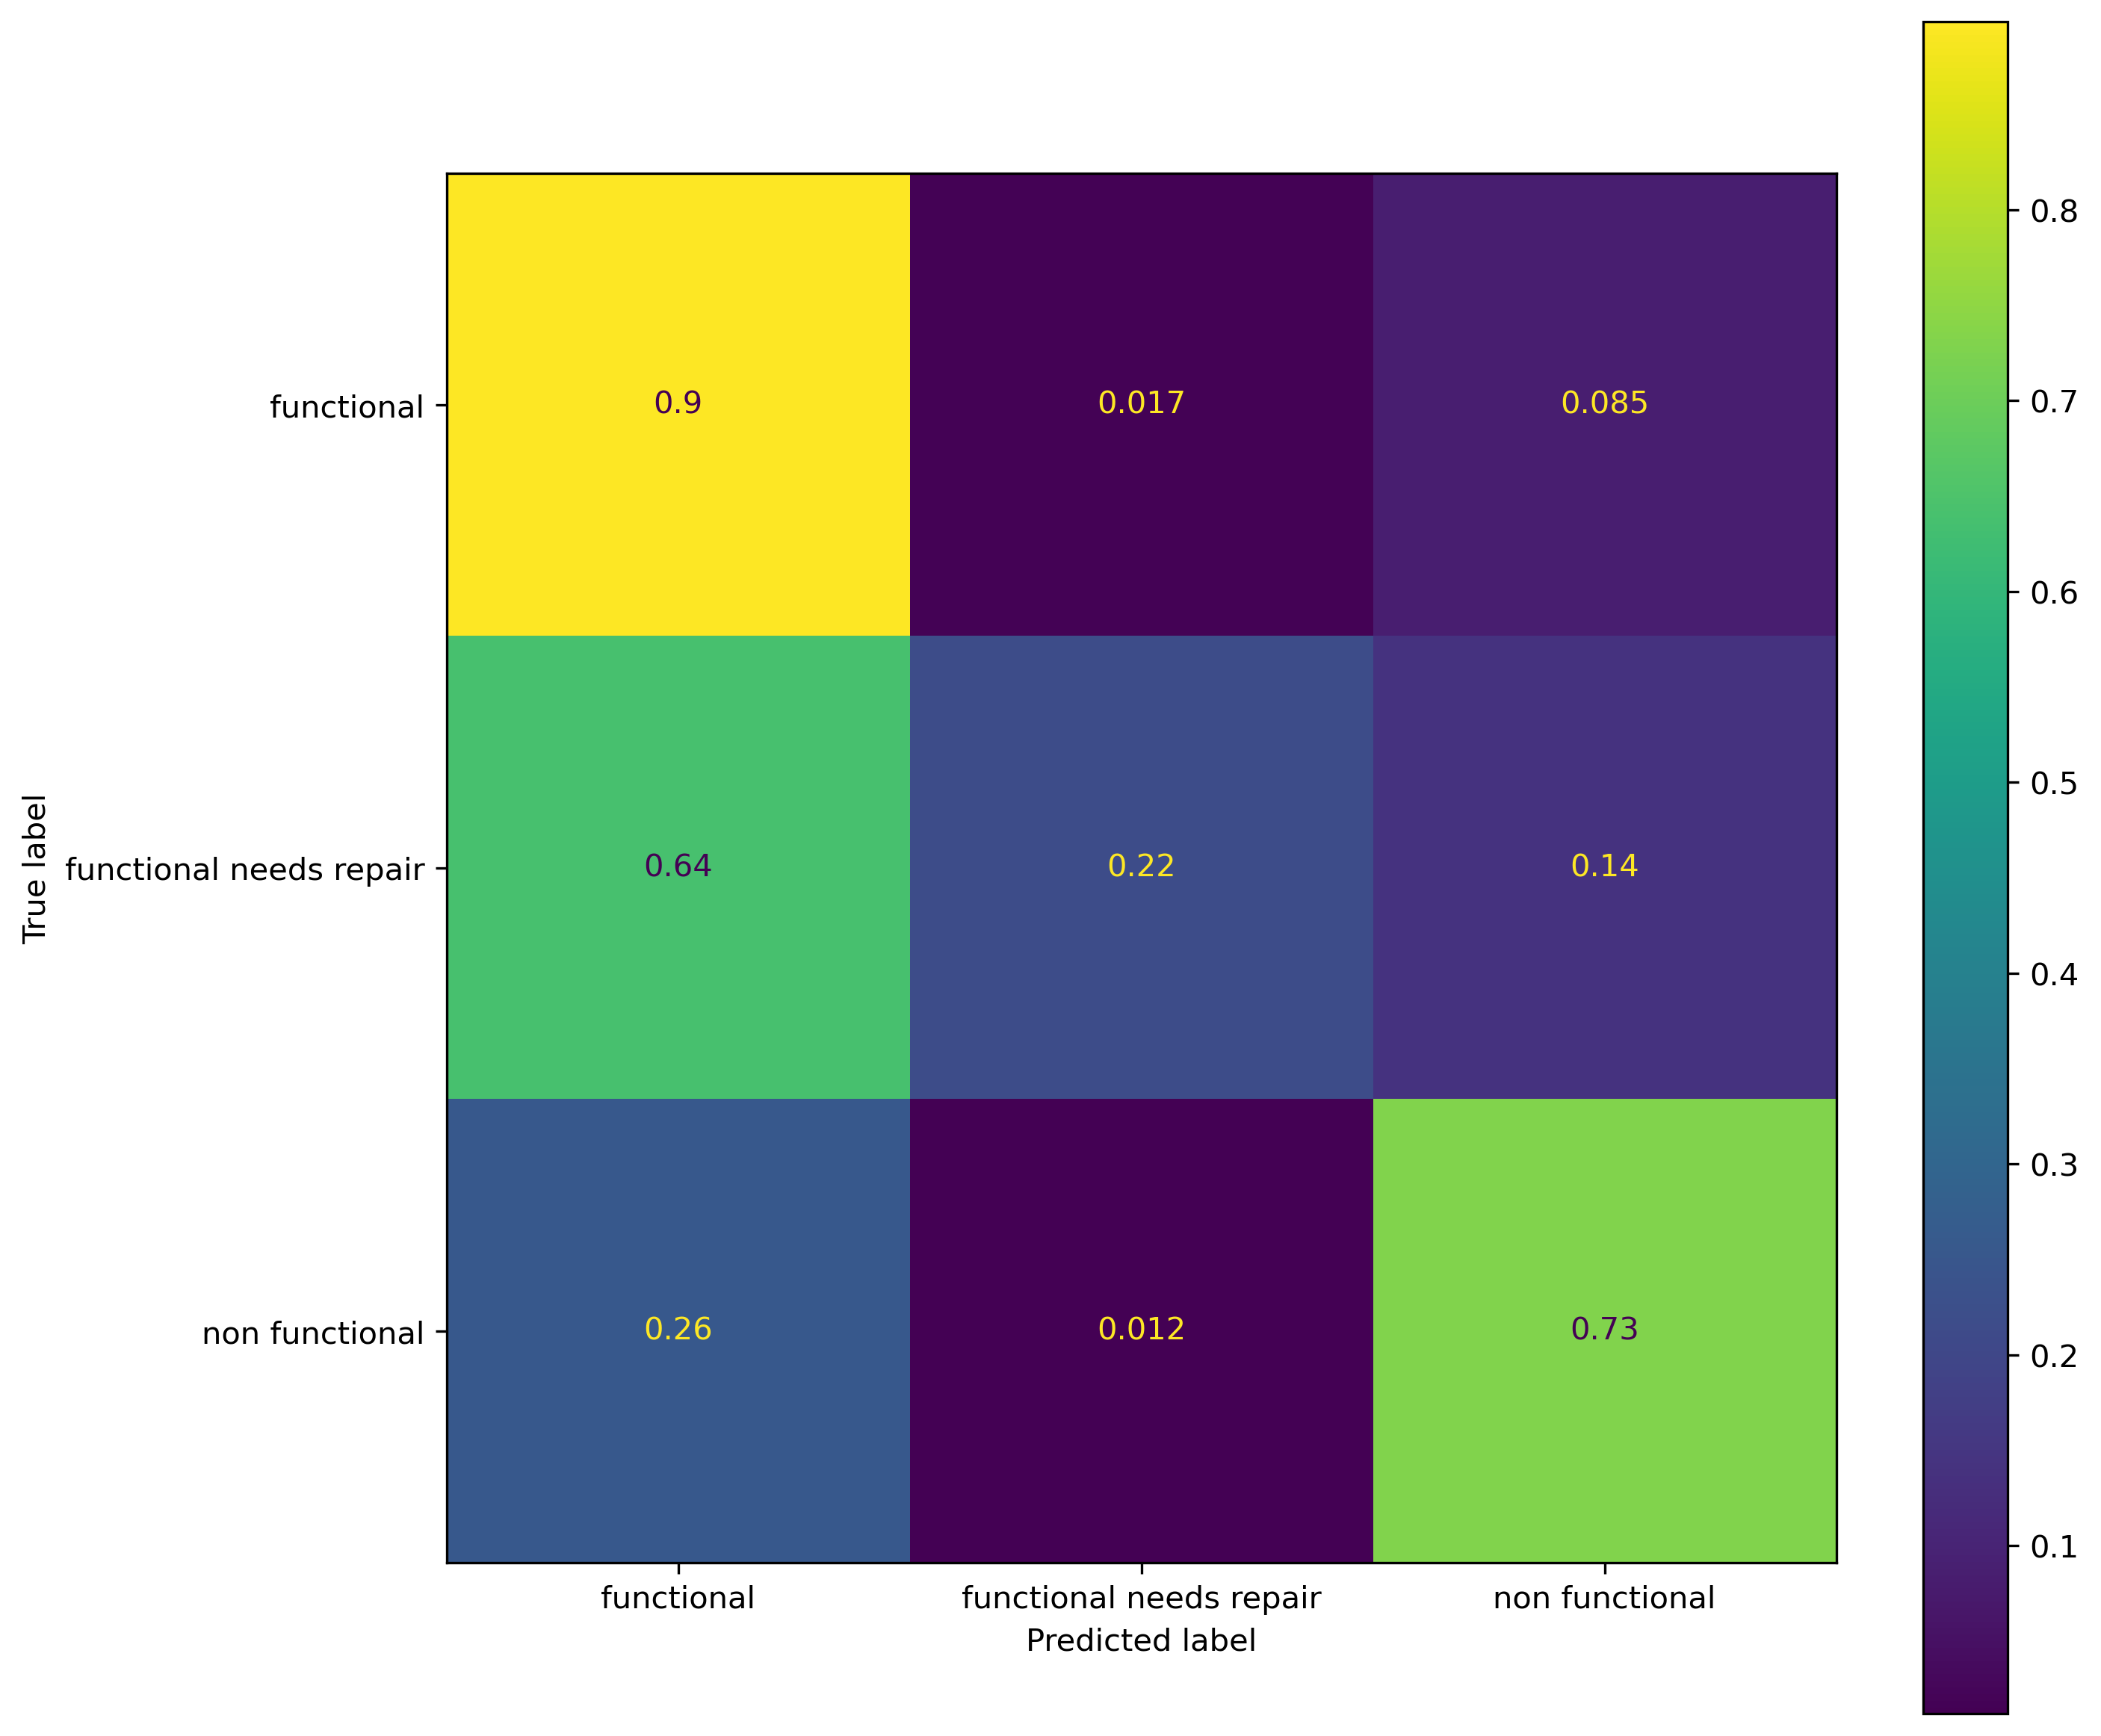 True label
functional
0.9
0.017
0.085
functional needs repair
0.64
0.22
0.14
non functional
0.26
0.012
0.73
functional
functional needs repair
non functional
Predicted label
0.8
0.7
0.6
0.5
0.4
0.3
0.2
0.1